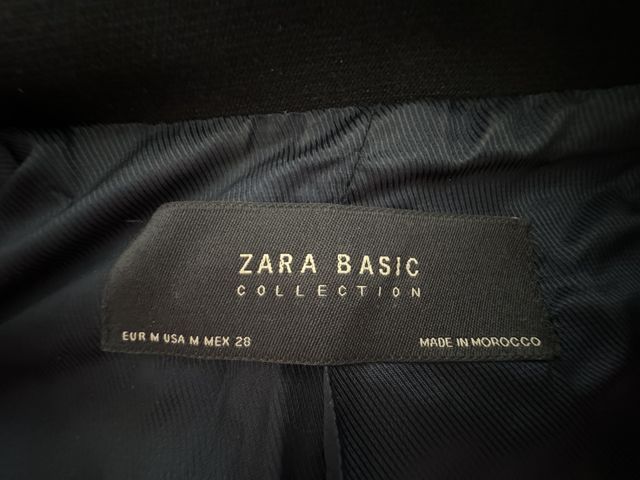 ZARA BASIC
COLLECTION
EUR M USA M MEX 28
MADE IN MOROCCO